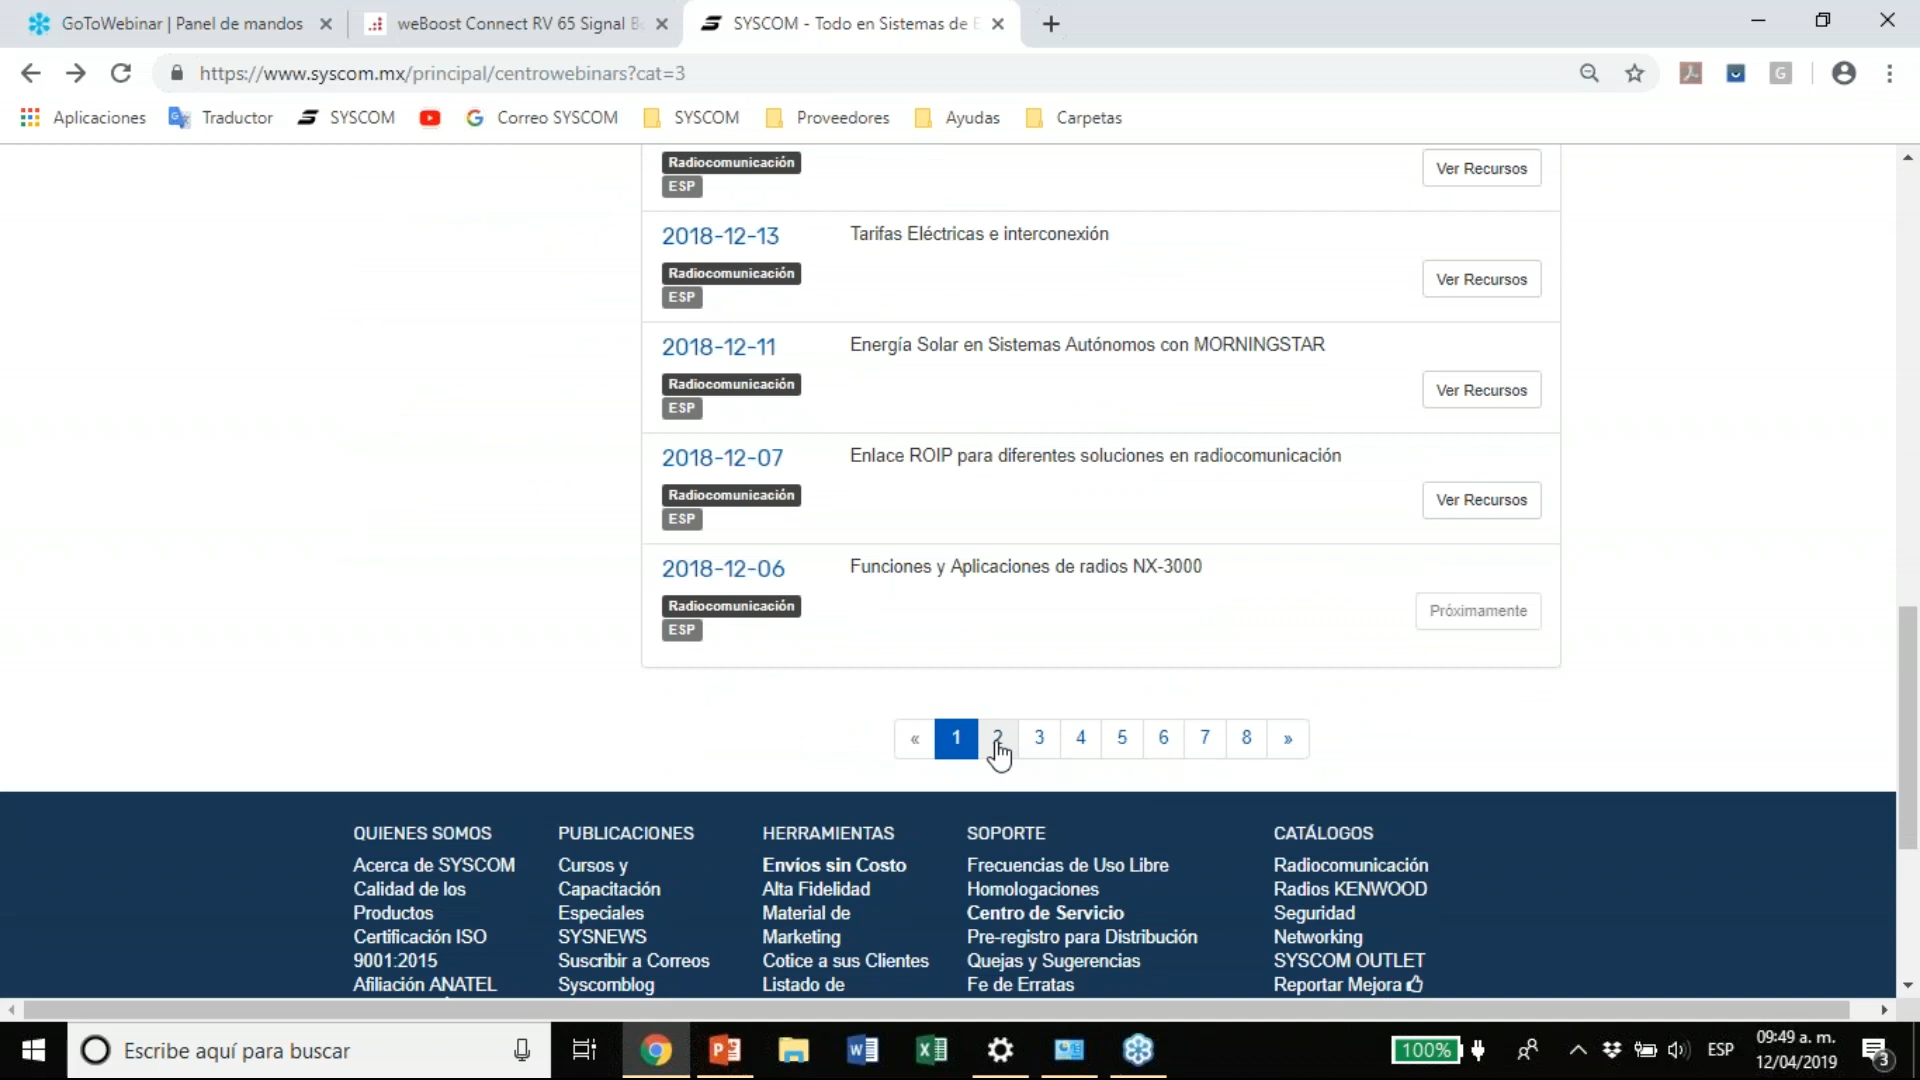 GoToWebinar | Panel de mandos
weBoost Connect RV 65 Signal B
SYSCOM - Todo en Sistemas de E
https://www.syscom.mx/principal/centrowebinars?cat=3
Aplicaciones
Traductor
SYSCOM
Correo SYSCOM
SYSCOM
Proveedores
Ayudas
Carpetas
Radiocomunicación
ESP
Ver Recursos
2018-12-13
Tarifas Eléctricas e interconexión
Radiocomunicación
ESP
Ver Recursos
2018-12-11
Energía Solar en Sistemas Autónomos con MORNINGSTAR
Radiocomunicación
ESP
Ver Recursos
2018-12-07
Enlace ROIP para diferentes soluciones en radiocomunicación
Radiocomunicación
ESP
Ver Recursos
2018-12-06
Funciones y Aplicaciones de radios NX-3000
Radiocomunicación
ESP
Próximamente
« 1 2 3 4 5 6 7 8 »
QUIENES SOMOS
Acerca de SYSCOM
Calidad de los
Productos
Certificación ISO
9001:2015
Afiliación ANATEL
PUBLICACIONES
Cursos y
Capacitación
Especiales
SYSNEWS
Suscribir a Correos
Syscomblog
HERRAMIENTAS
Envíos sin Costo
Alta Fidelidad
Material de
Marketing
Cotice a sus Clientes
Listado de
SOPORTE
Frecuencias de Uso Libre
Homologaciones
Centro de Servicio
Pre-registro para Distribución
Quejas y Sugerencias
Fe de Erratas
CATÁLOGOS
Radiocomunicación
Radios KENWOOD
Seguridad
Networking
SYSCOM OUTLET
Reportar Mejora
Escribe aquí para buscar
100%
ESP
09:49 a. m.
12/04/2019
3